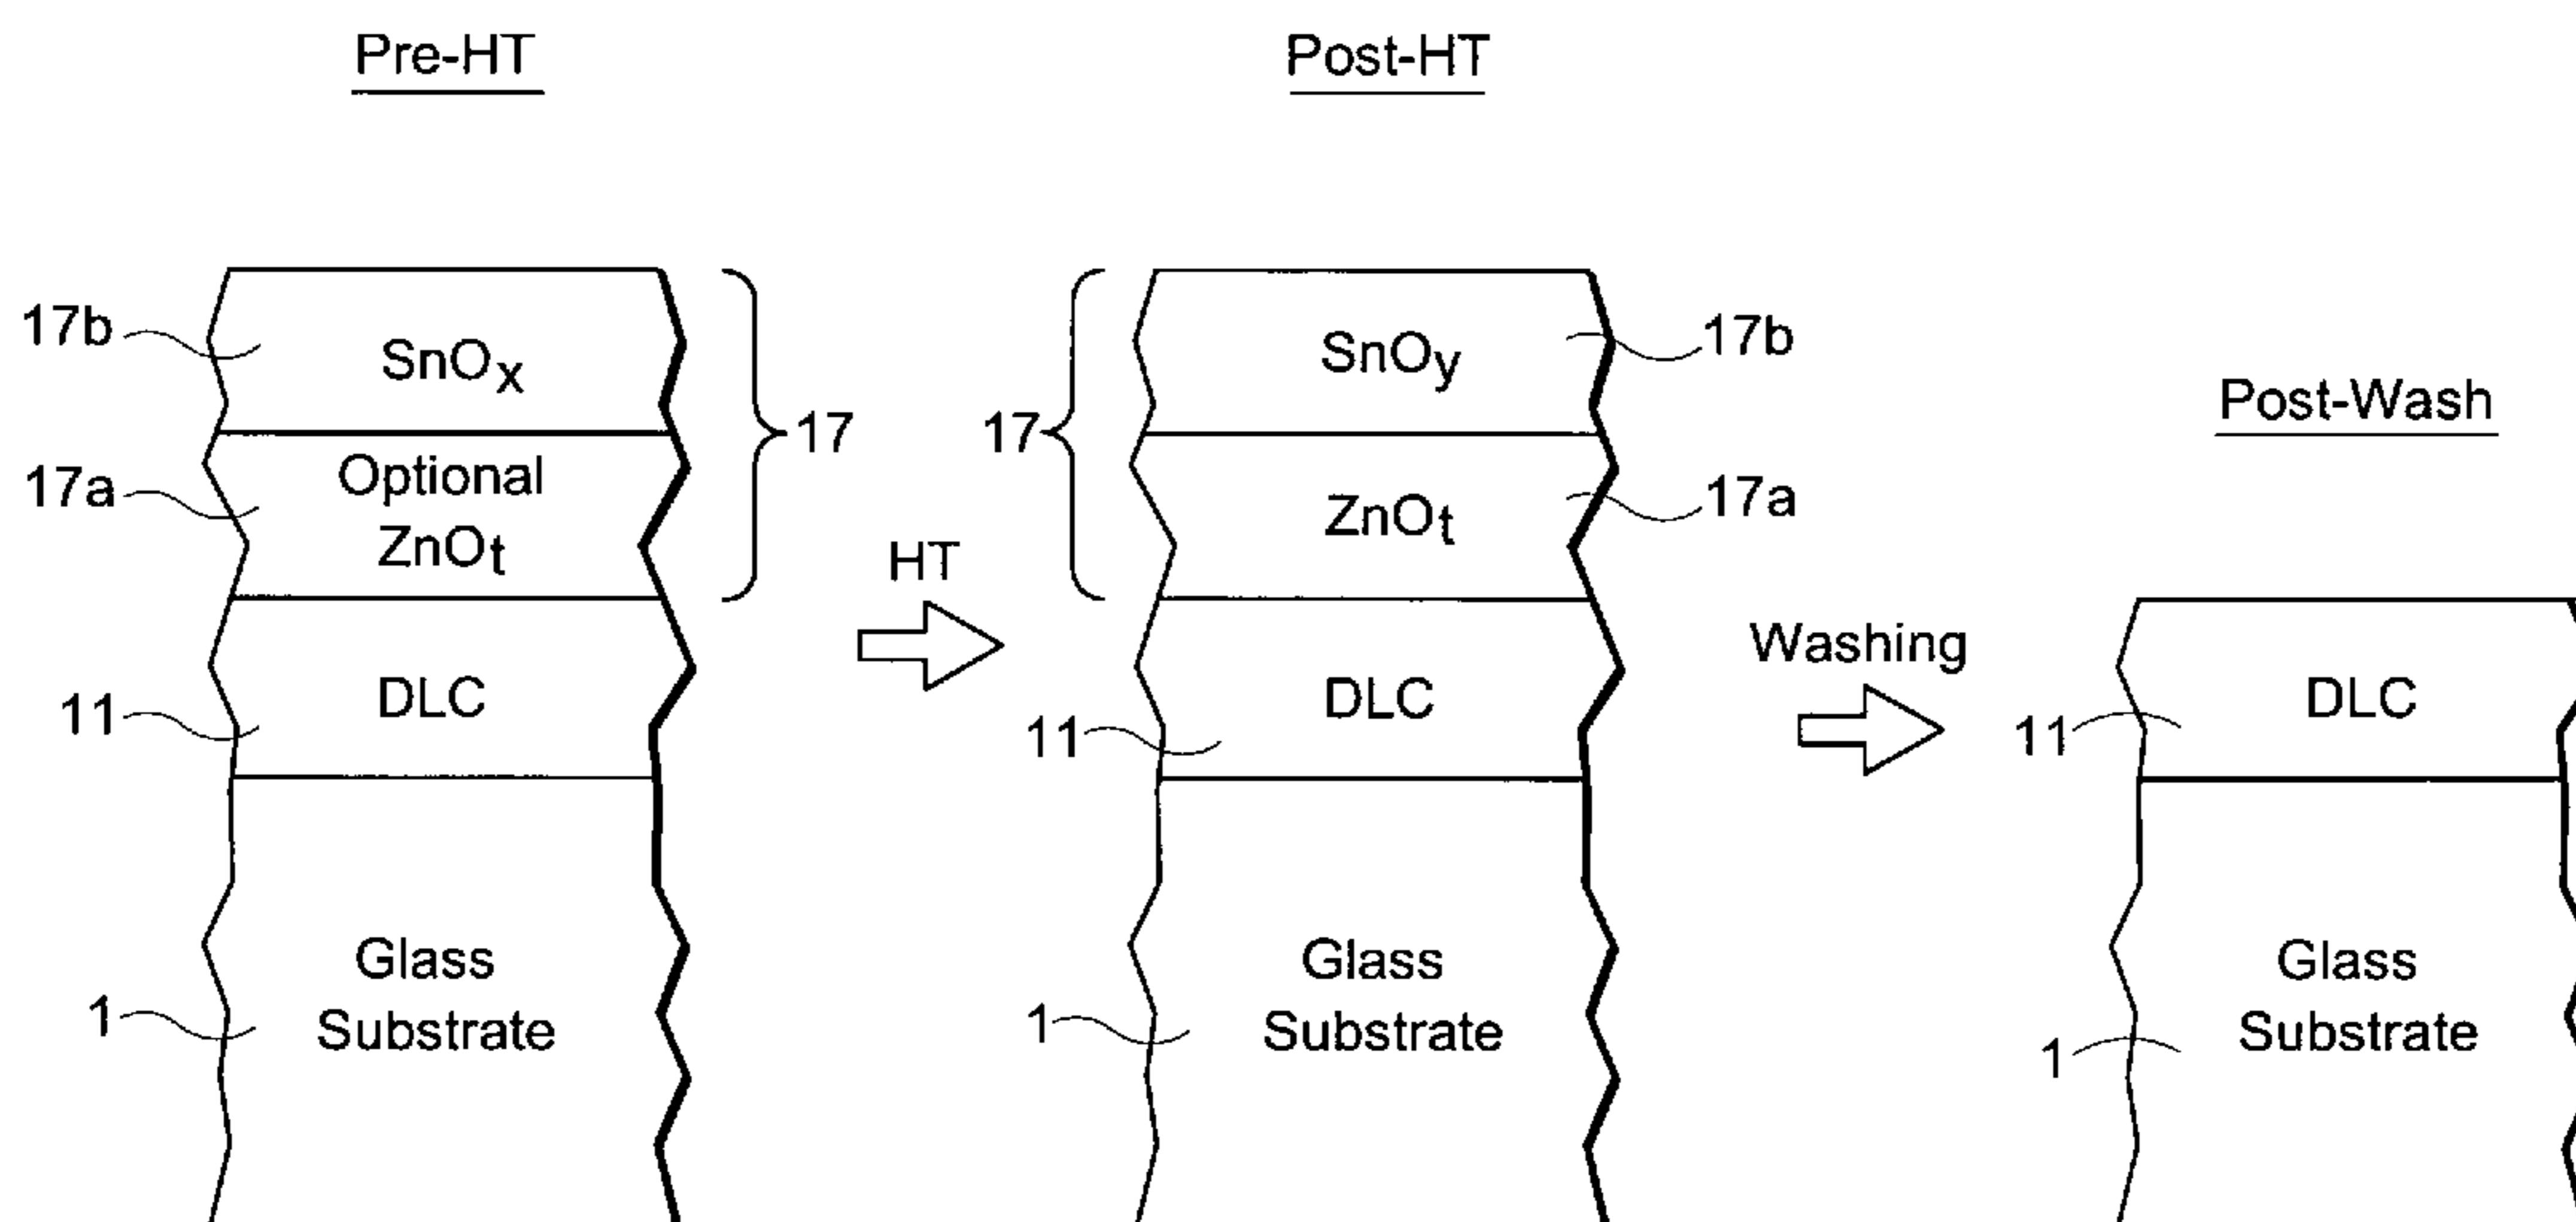 Pre-HT
Post-HT
17b
SnOx
17
17a
Optional
ZnOt
11
DLC
1
Glass
Substrate
HT
17
SnOy
17b
ZnOt
17a
11
DLC
1
Glass
Substrate
Washing
Post-Wash
11
DLC
1
Glass
Substrate